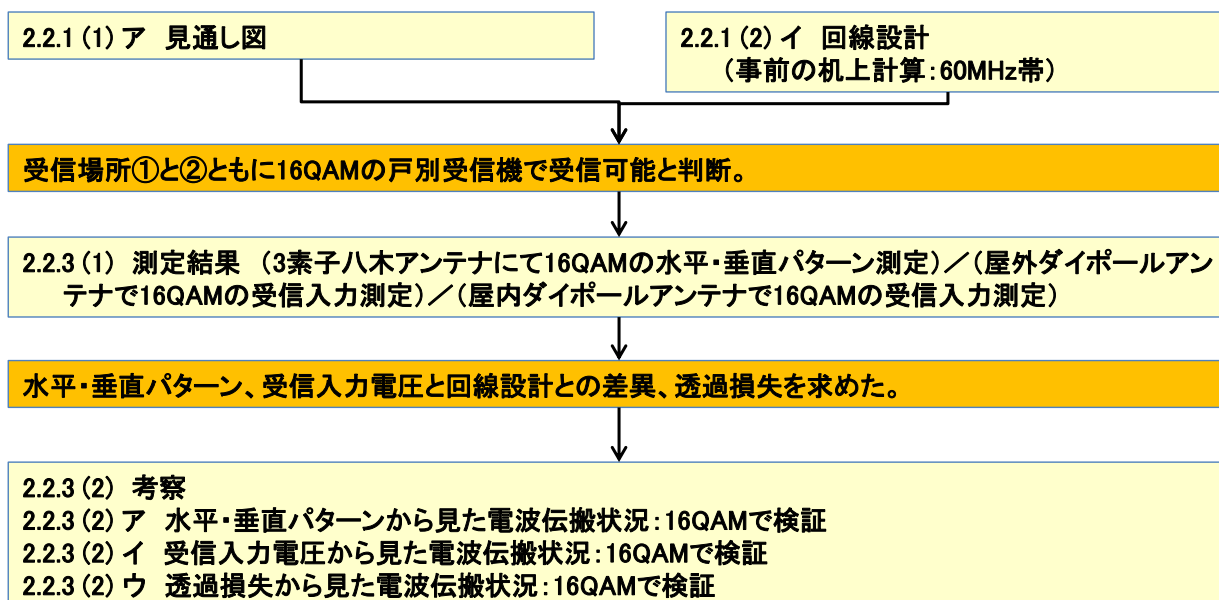 2.2.1 (1) ア 見通し図
2.2.1 (2) イ 回線設計
（事前の机上計算：60MHz帯）
受信場所①と②ともに16QAMの戸別受信機で受信可能と判断。
2.2.3 (1) 測定結果 （3素子八木アンテナにて16QAMの水平・垂直パターン測定）／（屋外ダイポールアン
テナで16QAMの受信入力測定）／（屋内ダイポールアンテナで16QAMの受信入力測定）
水平・垂直パターン、受信入力電圧と回線設計との差異、透過損失を求めた。
2.2.3 (2) 考察
2.2.3 (2) ア 水平・垂直パターンから見た電波伝搬状況：16QAMで検証
2.2.3 (2) イ 受信入力電圧から見た電波伝搬状況：16QAMで検証
2.2.3 (2) ウ 透過損失から見た電波伝搬状況：16QAMで検証